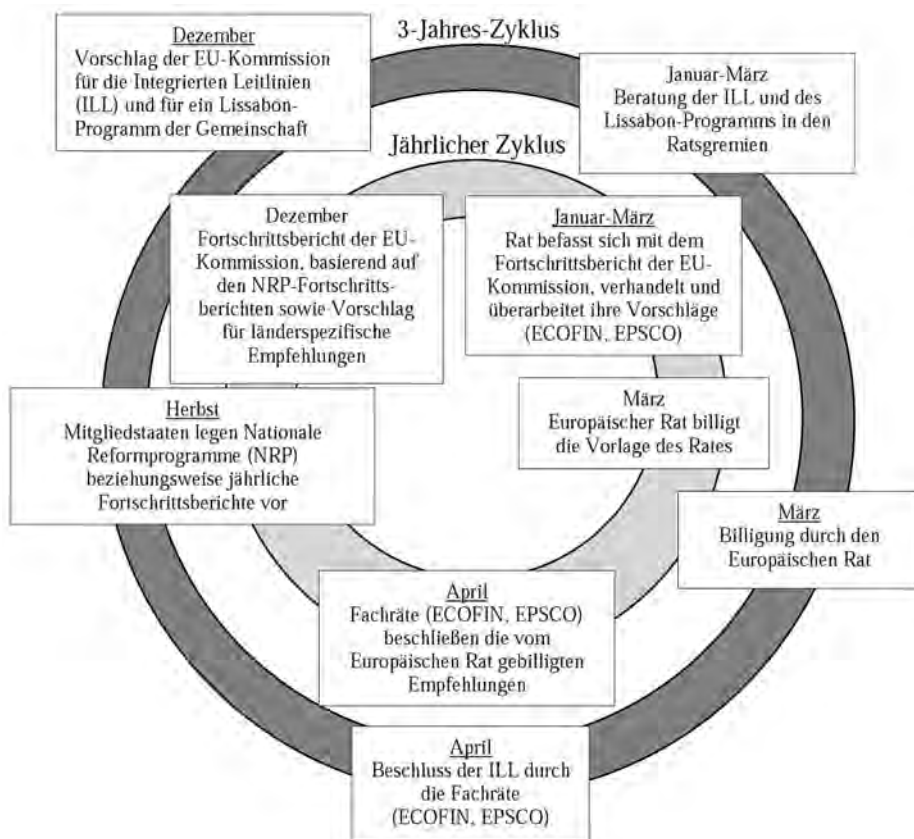 3-Jahres-Zyklus
Dezember
Vorschlag der EU-Kommission
für die Integrierten Leitlinien
(ILL) und für ein Lissabon-
Programm der Gemeinschaft
Januar-März
Beratung der ILL und des
Lissabon-Programms in den
Ratsgremien
Jährlicher Zyklus
Dezember
Fortschrittsbericht der EU-
Kommission, basierend auf
den NRP-Fortschritts-
berichten sowie Vorschlag
für länderspezifische
Empfehlungen
Januar-März
Rat befasst sich mit dem
Fortschrittsbericht der EU-
Kommission, verhandelt und
überarbeitet ihre Vorschläge
(ECOFIN, EPSCO)
Herbst
Mitgliedstaaten legen Nationale
Reformprogramme (NRP)
beziehungsweise jährliche
Fortschrittsberichte vor
März
Europäischer Rat billigt
die Vorlage des Rates
März
Billigung durch den
Europäischen Rat
April
Fachräte (ECOFIN, EPSCO)
beschließen die vom
Europäischen Rat gebilligten
Empfehlungen
April
Beschluss der ILL durch
die Fachräte
(ECOFIN, EPSCO)